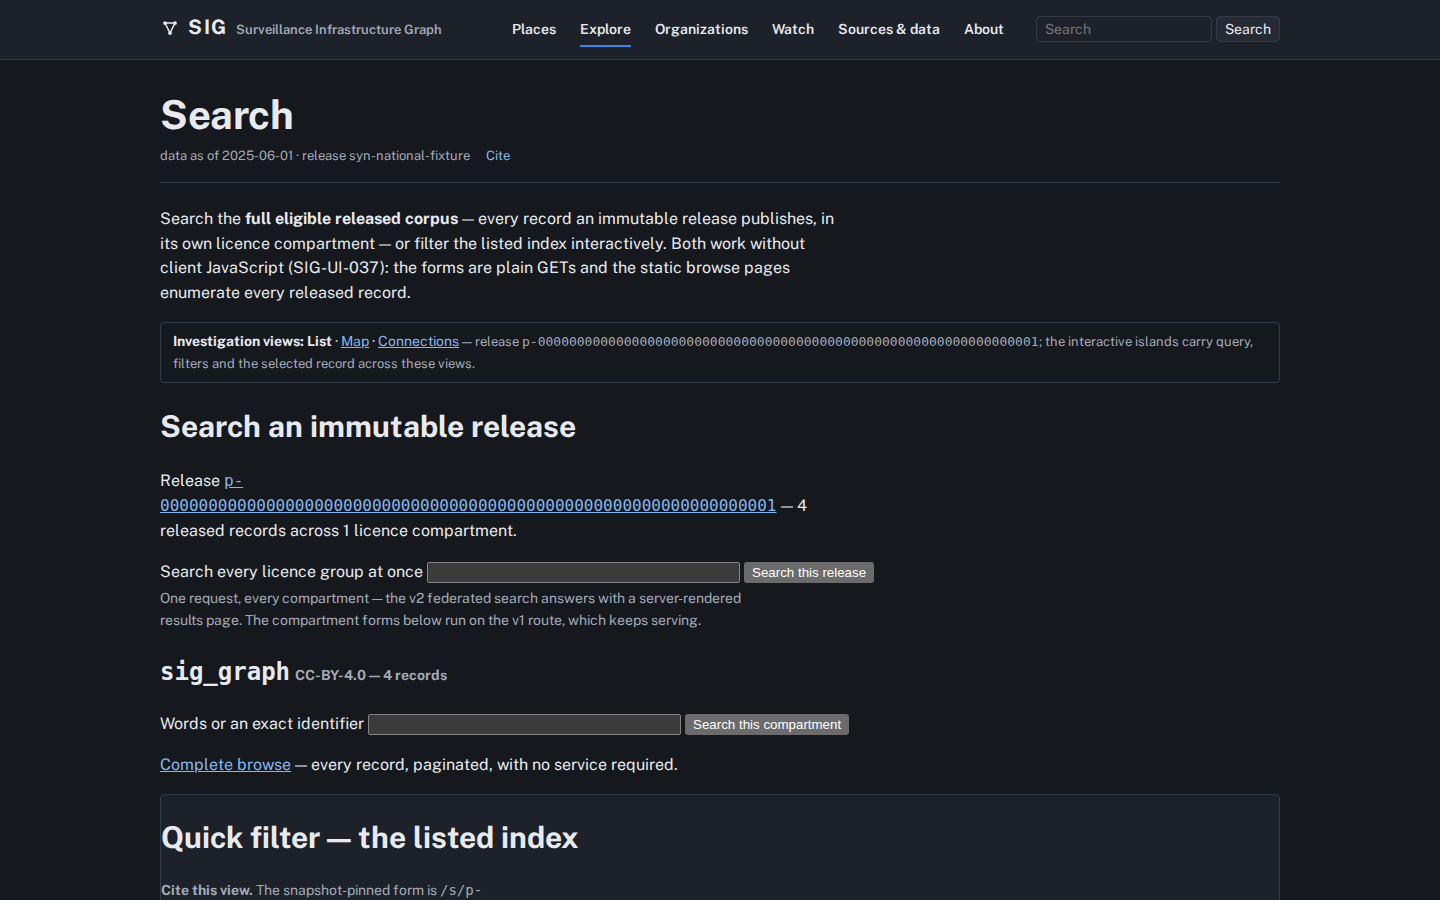 SIG Surveillance Infrastructure Graph Places Explore Organizations Watch Sources & data About Search Search
Search
data as of 2025-06-01 · release syn-national-fixture Cite
Search the full eligible released corpus — every record an immutable release publishes, in
its own licence compartment — or filter the listed index interactively. Both work without
client JavaScript (SIG-UI-037): the forms are plain GETs and the static browse pages
enumerate every released record.
Investigation views: List · Map · Connections — release p-0000000000000000000000000000000000000000000000000000000000000001; the interactive islands carry query,
filters and the selected record across these views.
Search an immutable release
Release p-
0000000000000000000000000000000000000000000000000000000000000001 — 4
released records across 1 licence compartment.
Search every licence group at once Search this release
One request, every compartment — the v2 federated search answers with a server-rendered
results page. The compartment forms below run on the v1 route, which keeps serving.
sig_graph CC-BY-4.0 — 4 records
Words or an exact identifier Search this compartment
Complete browse — every record, paginated, with no service required.
Quick filter — the listed index
Cite this view. The snapshot-pinned form is /s/p-